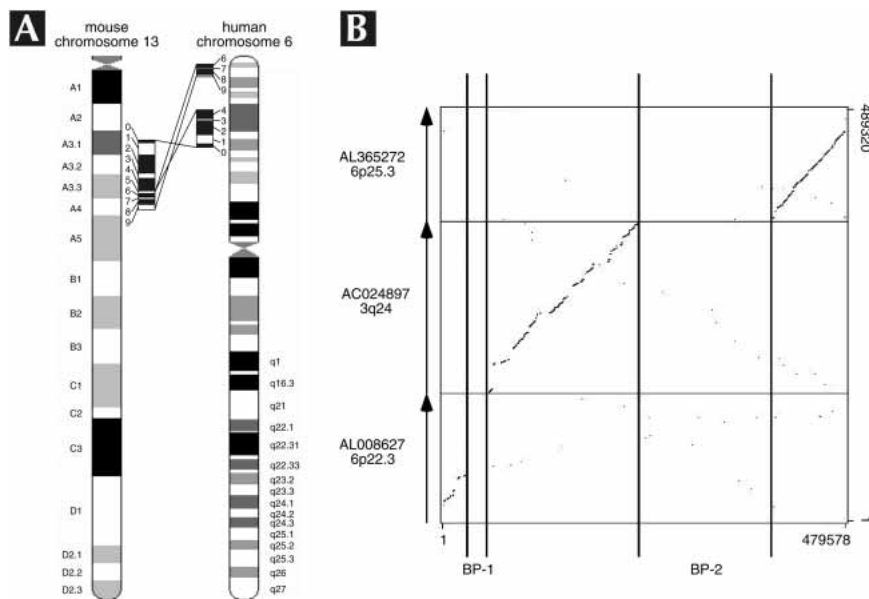 A
mouse
chromosome 13
human
chromosome 6
A1
A2
A3.1
A3.2
A3.3
A4
A5
B1
B2
B3
C1
C2
C3
D1
D2.1
D2.2
D2.3
0
1
2
3
4
5
6
7
8
9
6
7
8
9
4
3
2
1
0
q1
q16.3
q21
q22.1
q22.31
q22.33
q23.2
q23.3
q24.1
q24.2
q24.3
q25.1
q25.2
q25.3
q26
q27
B
AL365272
6p25.3
AC024897
3q24
AL008627
6p22.3
489320
1
1
479578
BP-1
BP-2